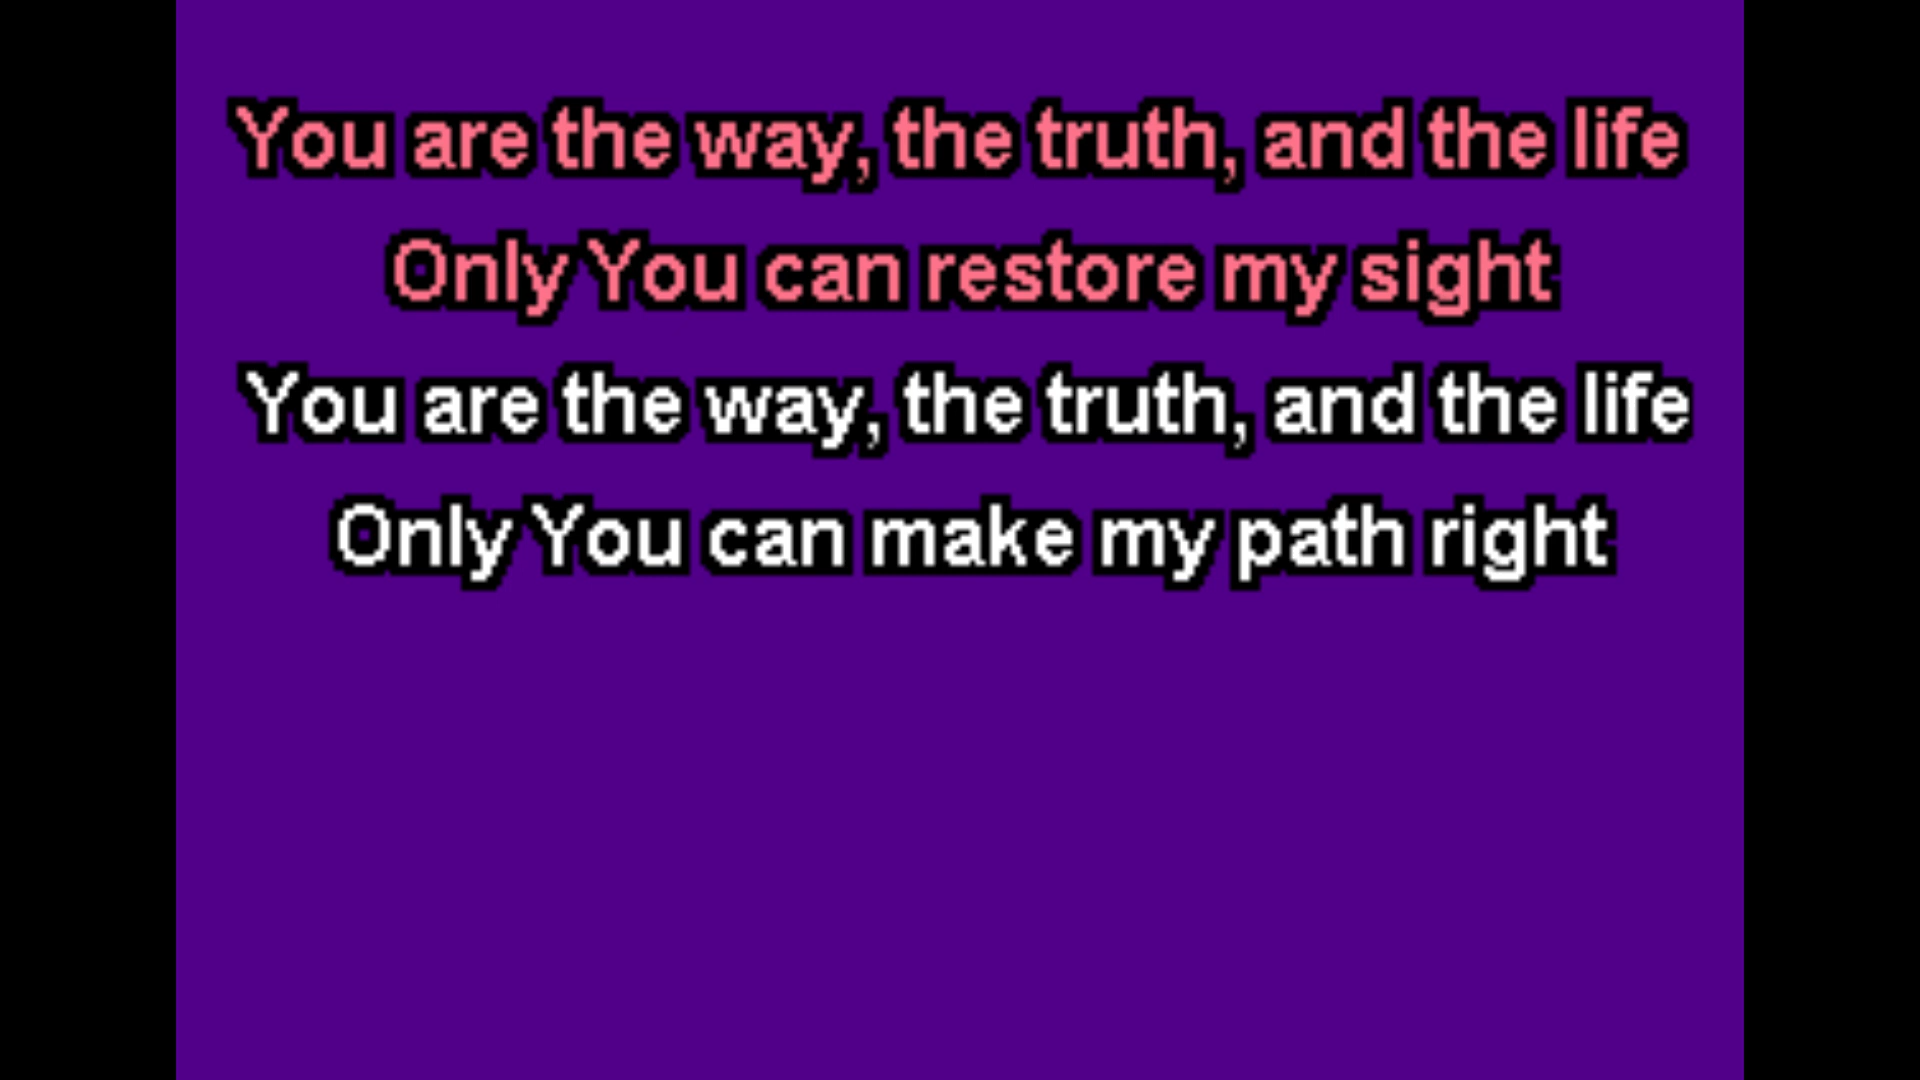 You are the way, the truth, and the life
Only You can restore my sight
You are the way, the truth, and the life
Only You can make my path right